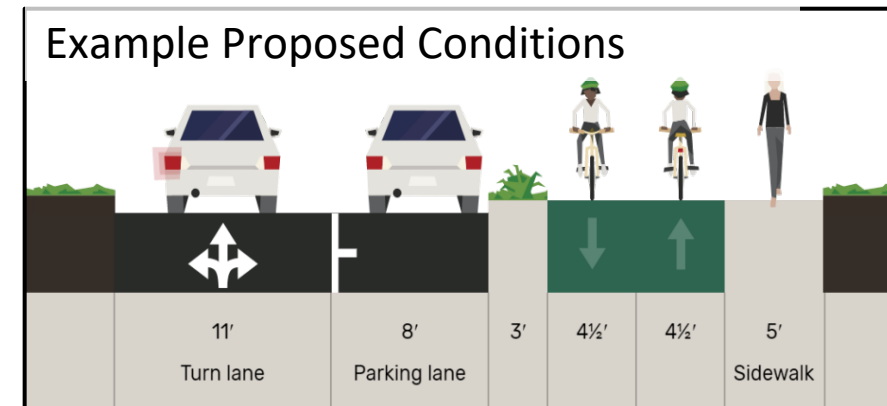 Example Proposed Conditions
11′ 8′ 3′ 4½′ 4½′ 5′
Turn lane Parking lane Sidewalk